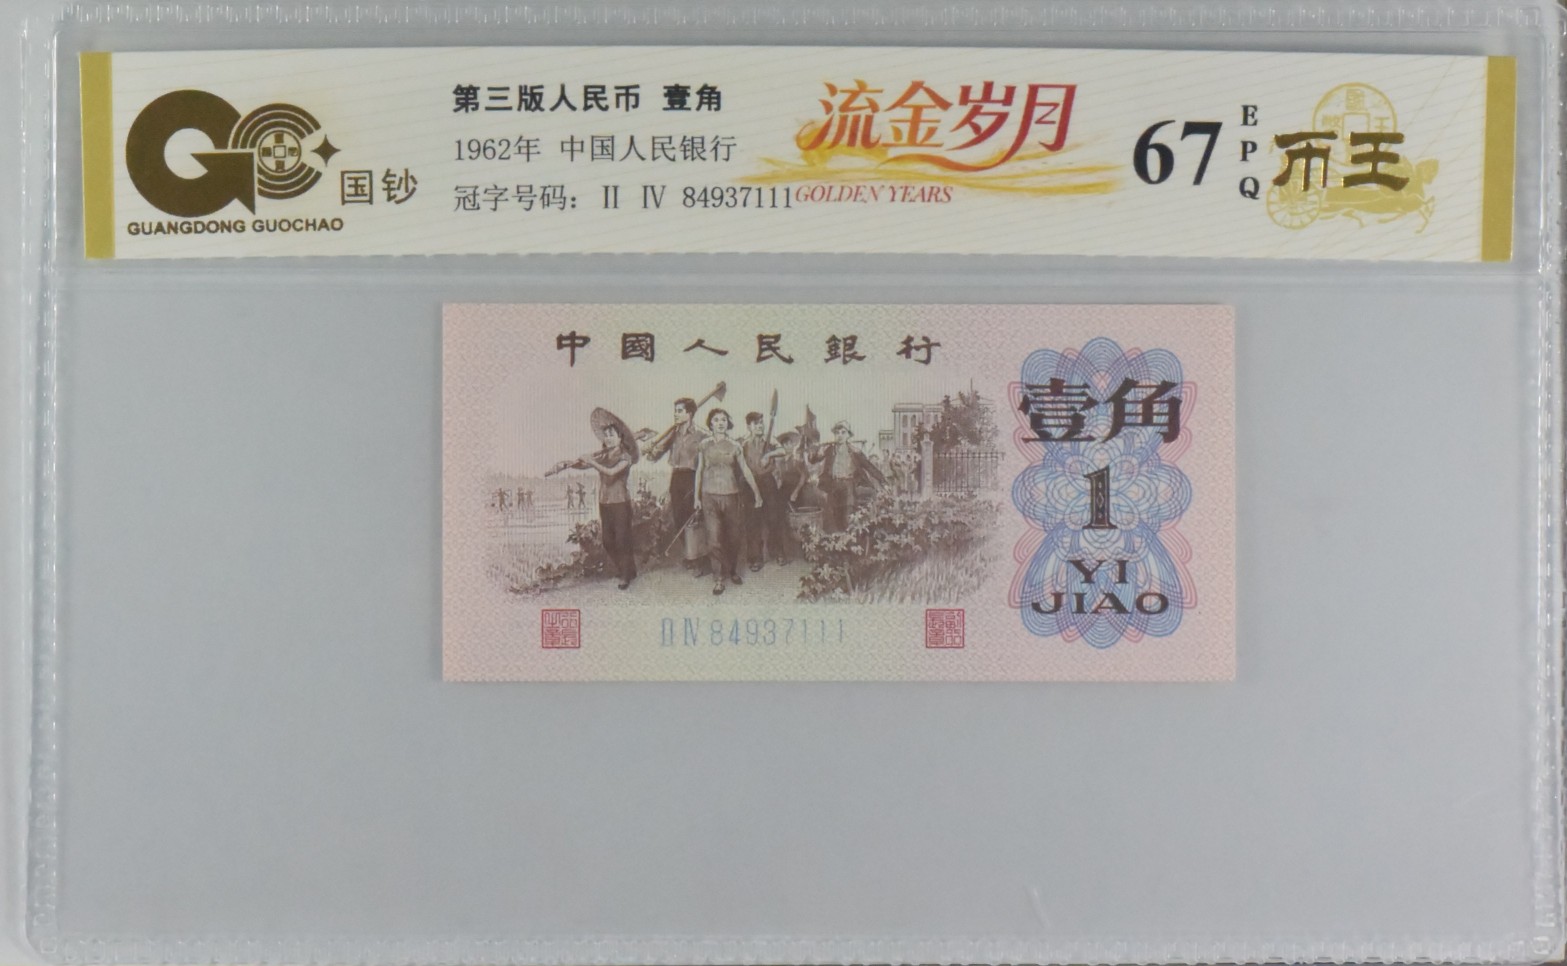 国钞
GUANGDONG GUOCHAO
第三版人民币 壹角
1962年 中国人民银行
冠字号码： II IV 84937111
流金岁月
GOLDEN YEARS
67
EPQ
币王
中國人民銀行
壹角
1
YI
JIAO
II IV 84937111